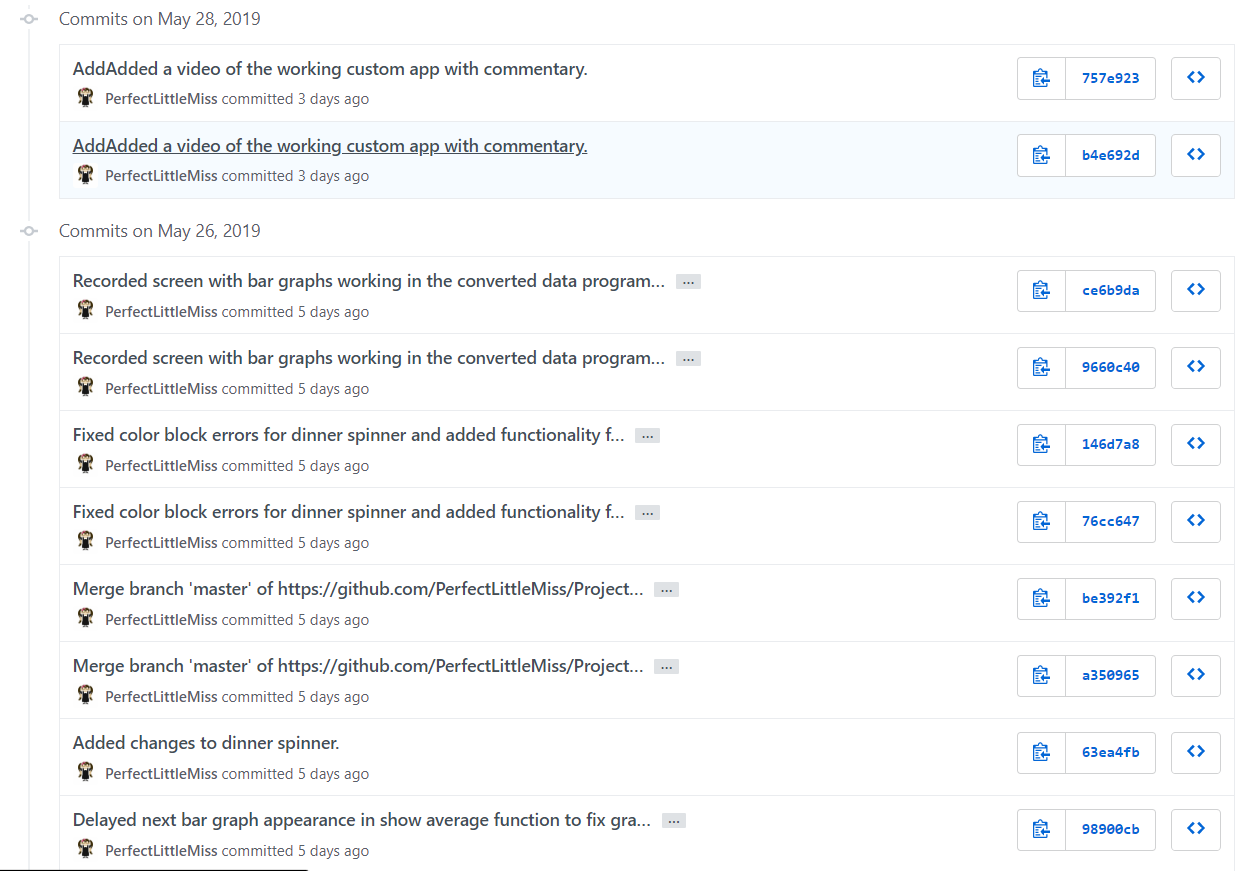 Commits on May 28, 2019
AddAdded a video of the working custom app with commentary.
757e923
PerfectLittleMiss committed 3 days ago
AddAdded a video of the working custom app with commentary.
b4e692d
PerfectLittleMiss committed 3 days ago
Commits on May 26, 2019
Recorded screen with bar graphs working in the converted data program... ...
ce6b9da
PerfectLittleMiss committed 5 days ago
Recorded screen with bar graphs working in the converted data program... ...
9660c40
PerfectLittleMiss committed 5 days ago
Fixed color block errors for dinner spinner and added functionality f... ...
146d7a8
PerfectLittleMiss committed 5 days ago
Fixed color block errors for dinner spinner and added functionality f... ...
76cc647
PerfectLittleMiss committed 5 days ago
Merge branch 'master' of https://github.com/PerfectLittleMiss/Project... ...
be392f1
PerfectLittleMiss committed 5 days ago
Merge branch 'master' of https://github.com/PerfectLittleMiss/Project... ...
a350965
PerfectLittleMiss committed 5 days ago
Added changes to dinner spinner.
63ea4fb
PerfectLittleMiss committed 5 days ago
Delayed next bar graph appearance in show average function to fix gra... ...
98900cb
PerfectLittleMiss committed 5 days ago